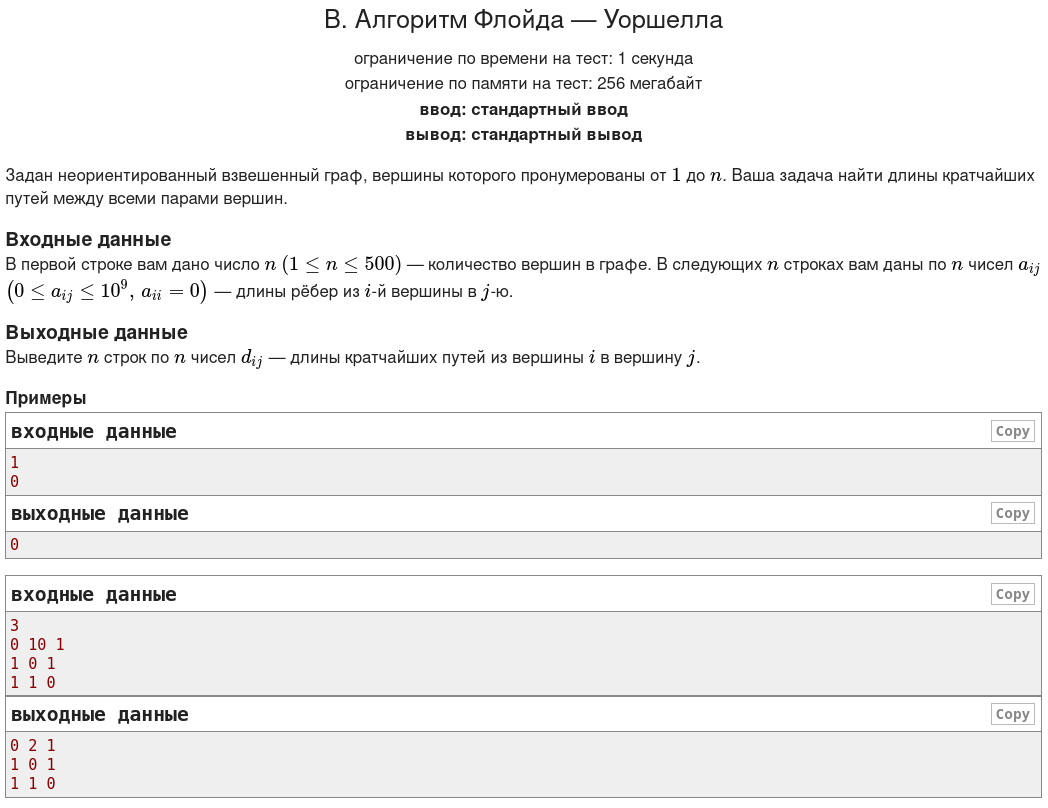 В. Алгоритм Флойда — Уоршелла
ограничение по времени на тест: 1 секунда
ограничение по памяти на тест: 256 мегабайт
ввод: стандартный ввод
вывод: стандартный вывод
Задан неориентированный взвешенный граф, вершины которого пронумерованы от 1 до n. Ваша задача найти длины кратчайших
путей между всеми парами вершин.
Входные данные
В первой строке вам дано число n (1 ≤ n ≤ 500) — количество вершин в графе. В следующих n строках вам даны по n чисел a_{ij}
(0 ≤ a_{ij} ≤ 10^9, a_{ii} = 0) — длины рёбер из i-й вершины в j-ю.
Выходные данные
Выведите n строк по n чисел d_{ij} — длины кратчайших путей из вершины i в вершину j.
Примеры
входные данные Copy
1
0
выходные данные Copy
0
входные данные Copy
3
0 10 1
1 0 1
1 1 0
выходные данные Copy
0 2 1
1 0 1
1 1 0